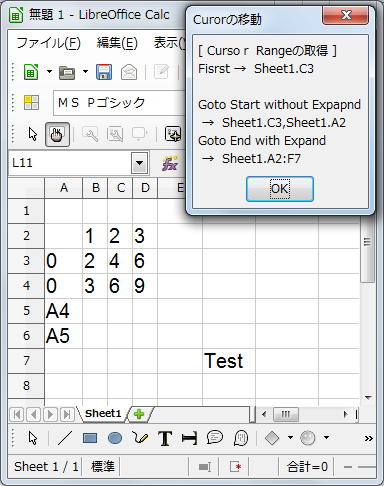 無題 1 - LibreOffice Calc
ファイル(F) 編集(E) 表示(
ＭＳ Ｐゴシック
L11
A B C D E
1
2 1 2 3
3 0 2 4 6
4 0 3 6 9
5 A4
6 A5
7 Test
8
Sheet1
Sheet 1 / 1 標準 合計=0
Curorの移動
[ Cursoｒ Rangeの取得 ]
Fisrst → Sheet1.C3
Goto Start without Expapnd
→ Sheet1.C3,Sheet1.A2
Goto End with Expand
→ Sheet1.A2:F7
OK